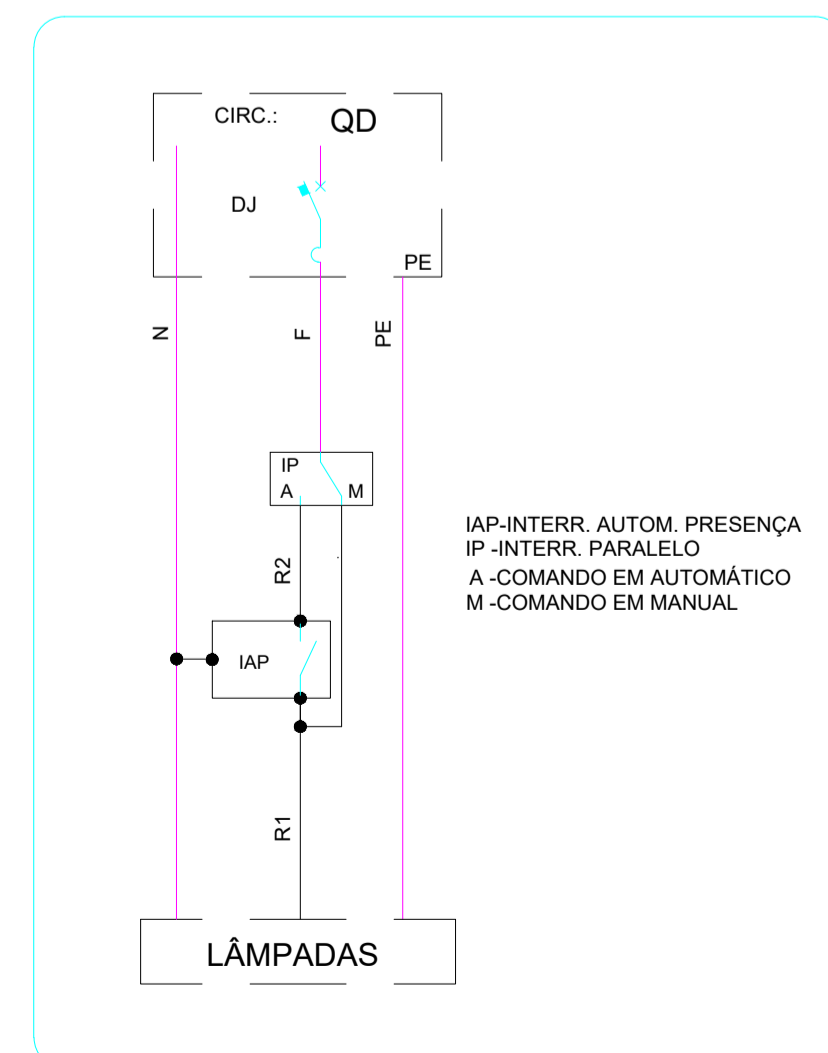 CIRC.: QD
DJ
PE
N
F
PE
IP
A M
IAP-INTERR. AUTOM. PRESENÇA
IP -INTERR. PARALELO
A -COMANDO EM AUTOMÁTICO
M -COMANDO EM MANUAL
R2
IAP
R1
LÂMPADAS